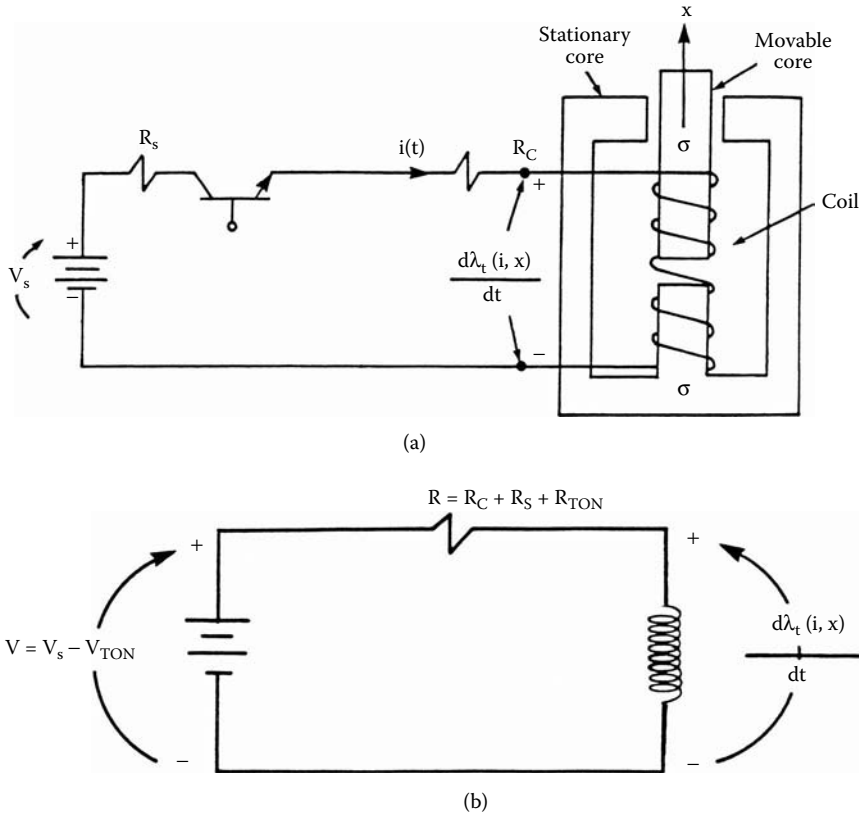 x
Stationary core
Movable core
R_s
i(t)
R_C
σ
+
Coil
+
V_s
−
dλ_t (i, x)
dt
−
σ
(a)
R = R_C + R_S + R_TON
+
+
V = V_s − V_TON
dλ_t (i, x)
dt
−
−
(b)